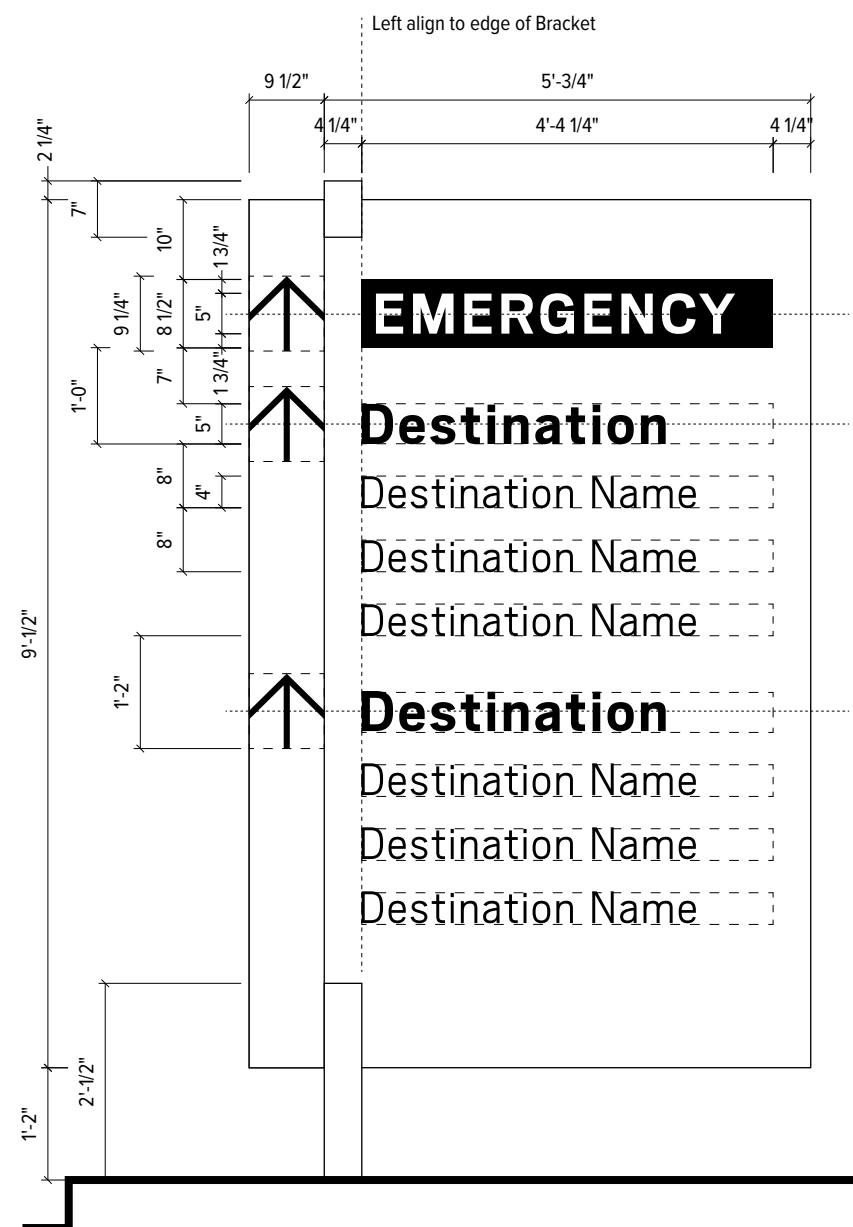 Left align to edge of Bracket
9 1/2"
5'-3/4"
4 1/4"
4'-4 1/4"
4 1/4"
2 1/4"
7"
10"
1 3/4"
9 1/4"
8 1/2"
5"
EMERGENCY
1'-0"
7"
1 3/4"
5"
Destination
8"
4"
Destination Name
8"
Destination Name
9'-1/2"
Destination Name
1'-2"
Destination
Destination Name
Destination Name
Destination Name
2'-1/2"
1'-2"